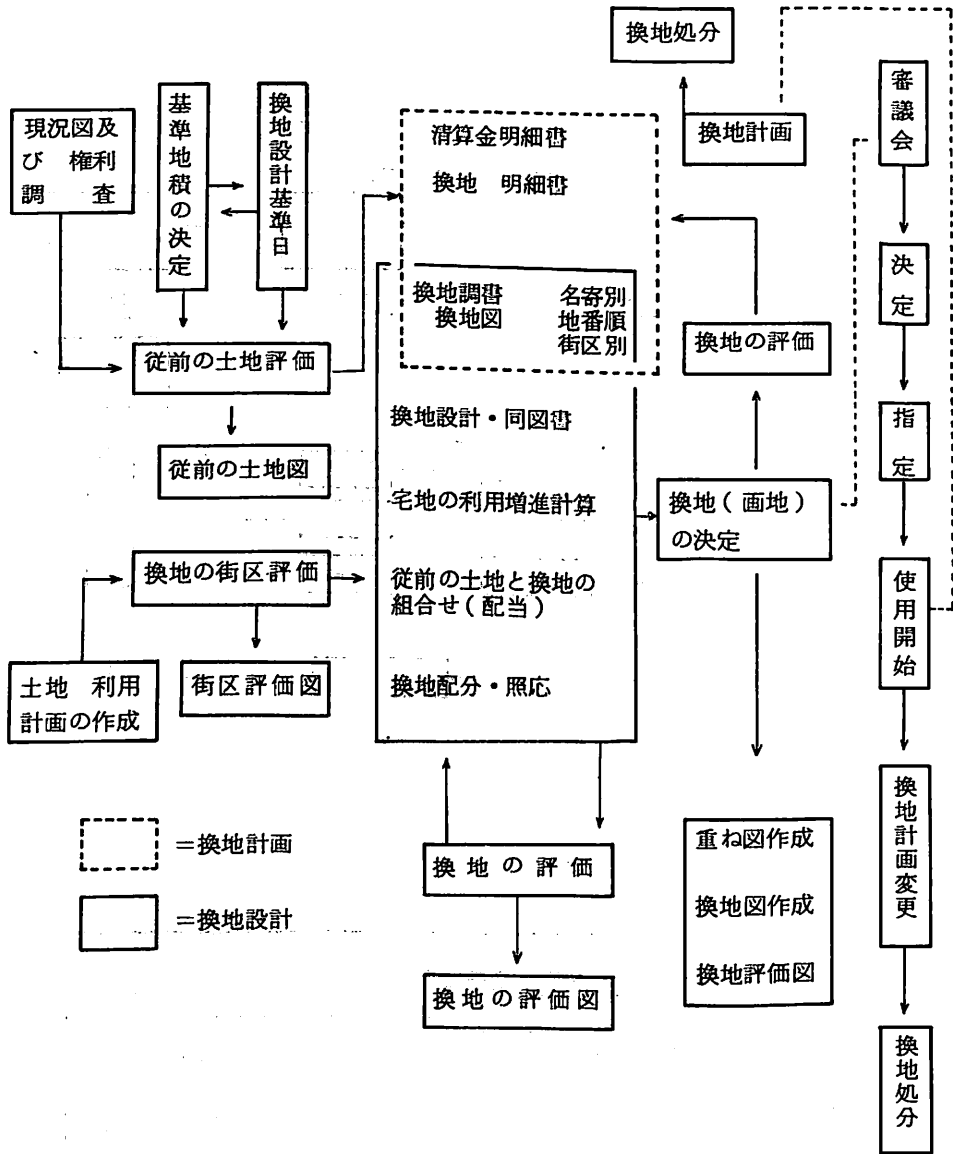 換地処分
換地計画
審議会
決定
指定
使用開始
換地計画変更
換地処分
現況図及
び 権利
調 査
基準地積の決定
換地設計基準日
従前の土地評価
従前の土地図
換地の街区評価
街区評価図
土地 利用
計画の作成
清算金明細書
換地 明細書
換地調書 名寄別
換地図 地番順
街区別
換地設計・同図書
宅地の利用増進計算
従前の土地と換地の
組合せ(配当)
換地配分・照応
換地の評価
換地(画地)
の決定
重ね図作成
換地図作成
換地評価図
換地の評価
換地の評価図
=換地計画
=換地設計